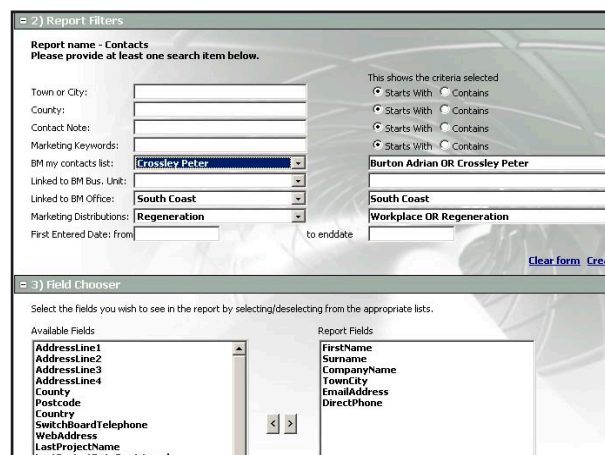 2) Report Filters
Report name - Contacts
Please provide at least one search item below.
This shows the criteria selected
Town or City: Starts With Contains
County: Starts With Contains
Contact Note: Starts With Contains
Marketing Keywords: Starts With Contains
BM my contacts list: Crossley Peter Burton Adrian OR Crossley Peter
Linked to BM Bus. Unit:
Linked to BM Office: South Coast South Coast
Marketing Distributions: Regeneration Workplace OR Regeneration
First Entered Date: from to enddate
Clear form Cre
3) Field Chooser
Select the fields you wish to see in the report by selecting/deselecting from the appropriate lists.
Available Fields Report Fields
AddressLine1 FirstName
AddressLine2 Surname
AddressLine3 CompanyName
AddressLine4 TownCity
County EmailAddress
Postcode DirectPhone
Country
SwitchBoardTelephone
WebAddress
LastProjectName